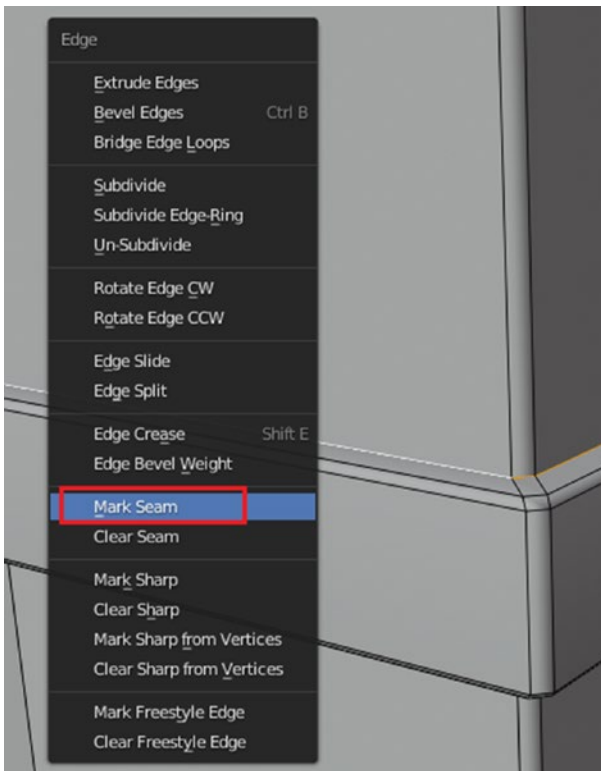 Edge
Extrude Edges
Bevel Edges Ctrl B
Bridge Edge Loops
Subdivide
Subdivide Edge-Ring
Un-Subdivide
Rotate Edge CW
Rotate Edge CCW
Edge Slide
Edge Split
Edge Crease Shift E
Edge Bevel Weight
Mark Seam
Clear Seam
Mark Sharp
Clear Sharp
Mark Sharp from Vertices
Clear Sharp from Vertices
Mark Freestyle Edge
Clear Freestyle Edge